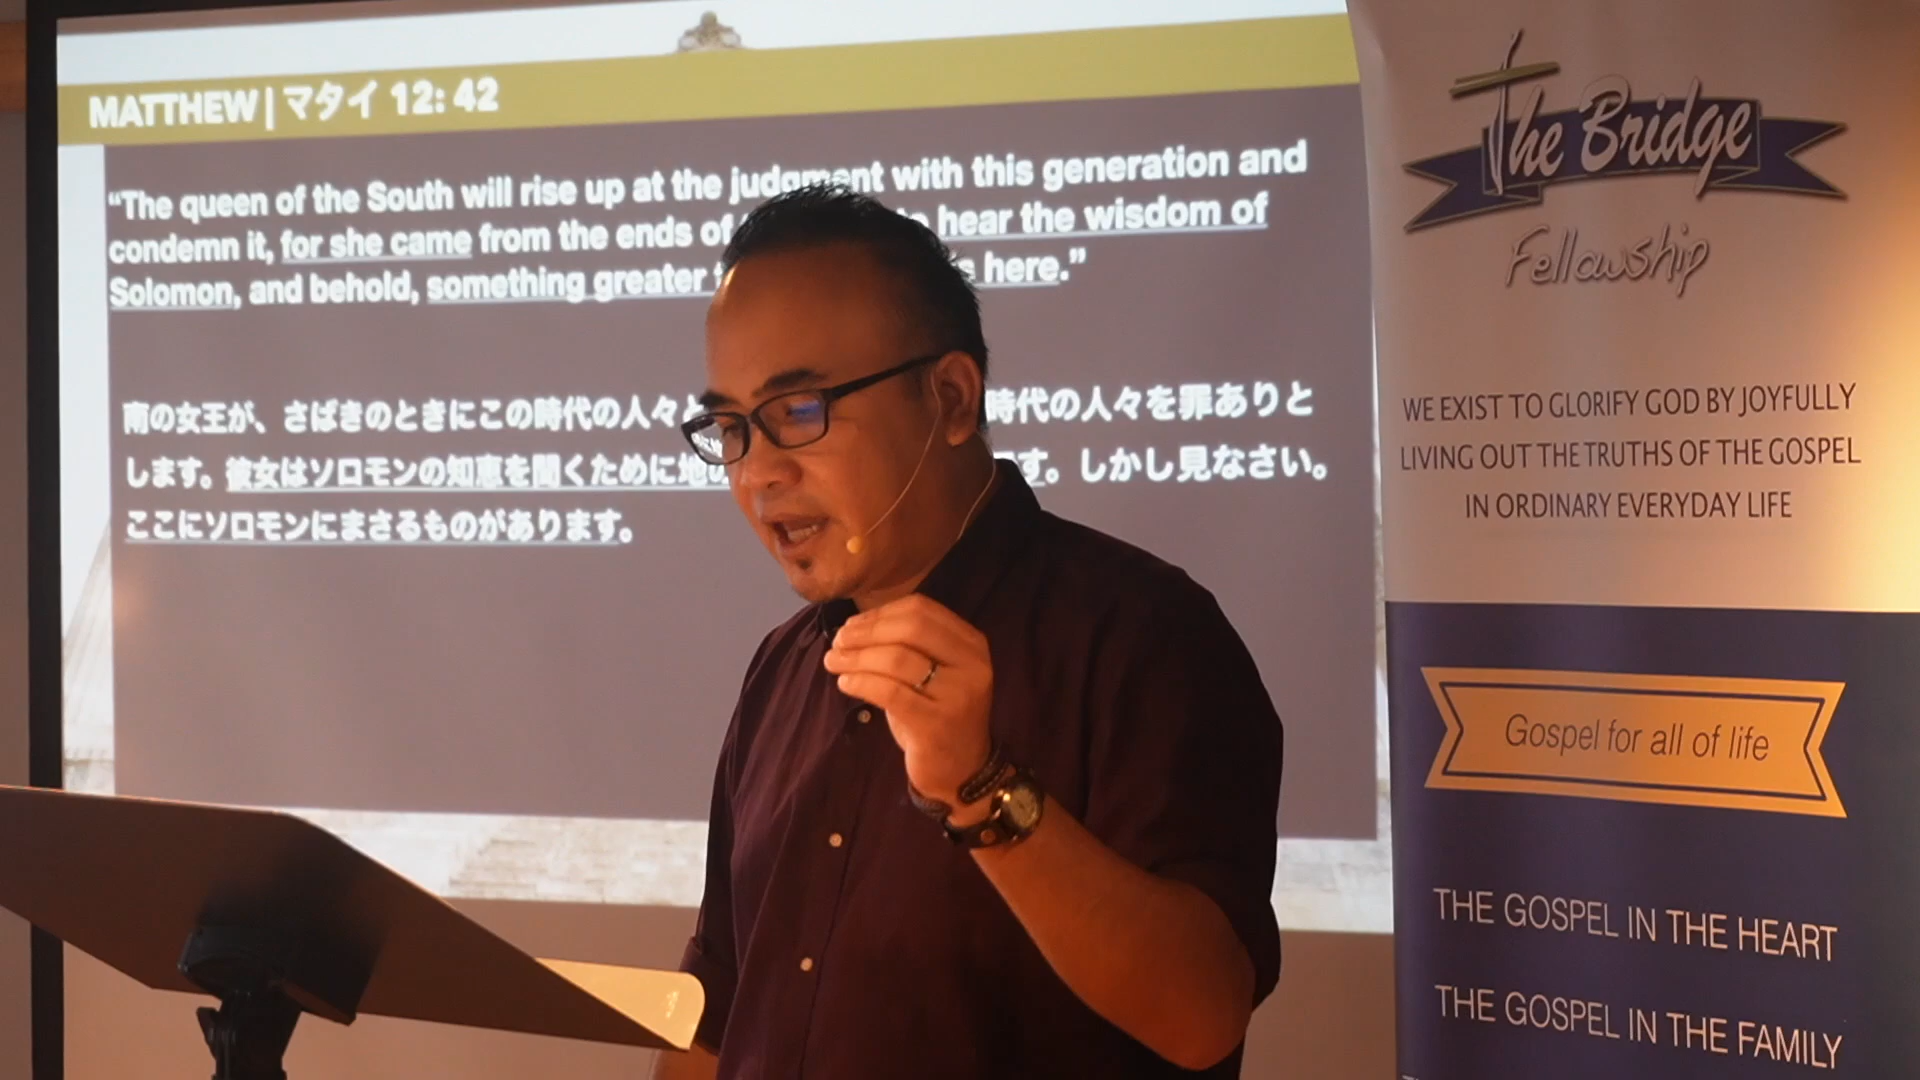 MATTHEW | マタイ 12: 42
“The queen of the South will rise up at the judgment with this generation and
condemn it, for she came from the ends of hear the wisdom of
Solomon, and behold, something greater here.”
南の女王が、さばきのときにこの時代の人々と 時代の人々を罪ありと
します。彼女はソロモンの知恵を聞くために地の す。しかし見なさい。
ここにソロモンにまさるものがあります。
The Bridge
Fellowship
WE EXIST TO GLORIFY GOD BY JOYFULLY
LIVING OUT THE TRUTHS OF THE GOSPEL
IN ORDINARY EVERYDAY LIFE
Gospel for all of life
THE GOSPEL IN THE HEART
THE GOSPEL IN THE FAMILY